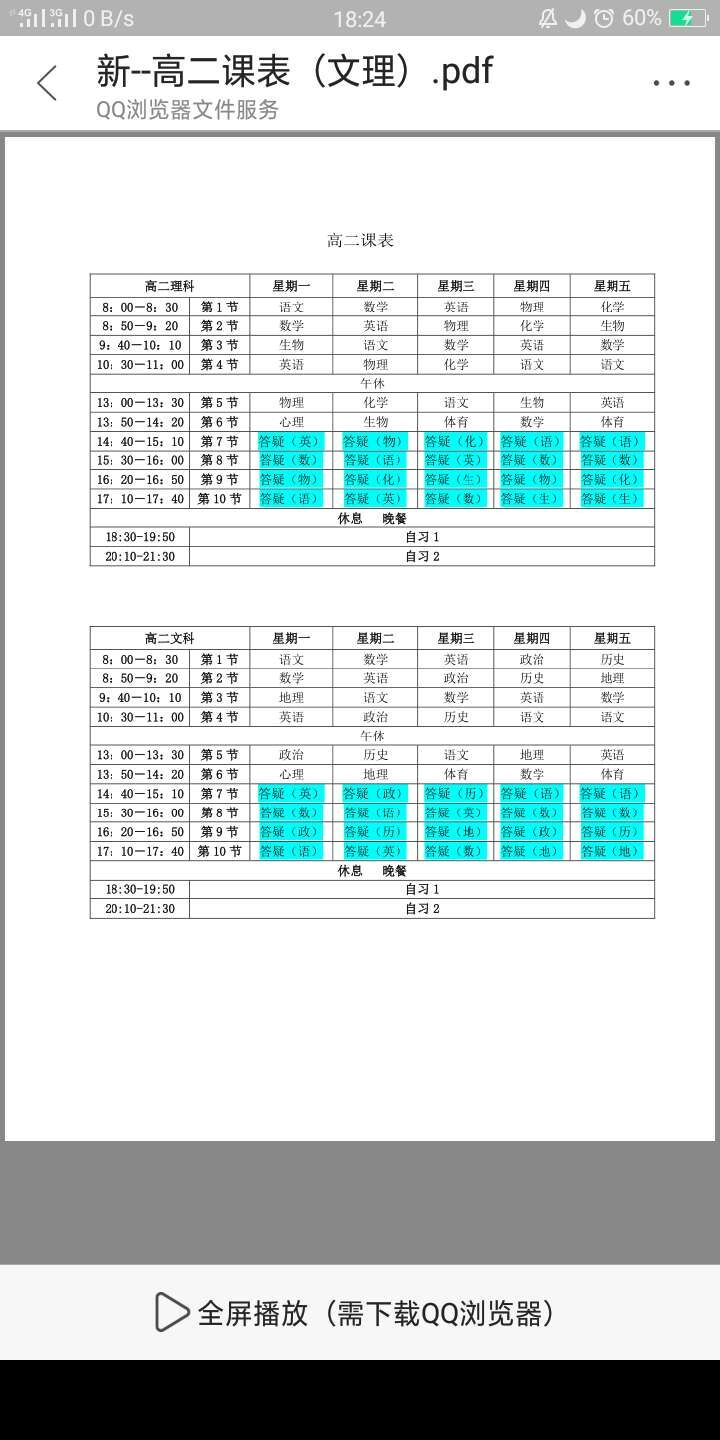 4G 3G 0 B/s 18:24 60%
新--高二课表（文理）.pdf
QQ浏览器文件服务
高二课表
高二理科 星期一 星期二 星期三 星期四 星期五
8：00—8：30 第1节 语文 数学 英语 物理 化学
8：50—9：20 第2节 数学 英语 物理 化学 生物
9：40—10：10 第3节 生物 语文 数学 英语 数学
10：30—11：00 第4节 英语 物理 化学 语文 语文
午休
13：00—13：30 第5节 物理 化学 语文 生物 英语
13：50—14：20 第6节 心理 生物 体育 数学 体育
14：40—15：10 第7节 答疑（英） 答疑（物） 答疑（化） 答疑（语） 答疑（语）
15：30—16：00 第8节 答疑（数） 答疑（语） 答疑（英） 答疑（数） 答疑（数）
16：20—16：50 第9节 答疑（物） 答疑（化） 答疑（生） 答疑（物） 答疑（化）
17：10—17：40 第10节 答疑（语） 答疑（英） 答疑（数） 答疑（生） 答疑（生）
休息 晚餐
18:30-19:50 自习1
20:10-21:30 自习2
高二文科 星期一 星期二 星期三 星期四 星期五
8：00—8：30 第1节 语文 数学 英语 政治 历史
8：50—9：20 第2节 数学 英语 政治 历史 地理
9：40—10：10 第3节 地理 语文 数学 英语 数学
10：30—11：00 第4节 英语 政治 历史 语文 语文
午休
13：00—13：30 第5节 政治 历史 语文 地理 英语
13：50—14：20 第6节 心理 地理 体育 数学 体育
14：40—15：10 第7节 答疑（英） 答疑（政） 答疑（历） 答疑（语） 答疑（语）
15：30—16：00 第8节 答疑（数） 答疑（语） 答疑（英） 答疑（数） 答疑（数）
16：20—16：50 第9节 答疑（政） 答疑（历） 答疑（地） 答疑（政） 答疑（历）
17：10—17：40 第10节 答疑（语） 答疑（英） 答疑（数） 答疑（地） 答疑（地）
休息 晚餐
18:30-19:50 自习1
20:10-21:30 自习2
全屏播放（需下载QQ浏览器）